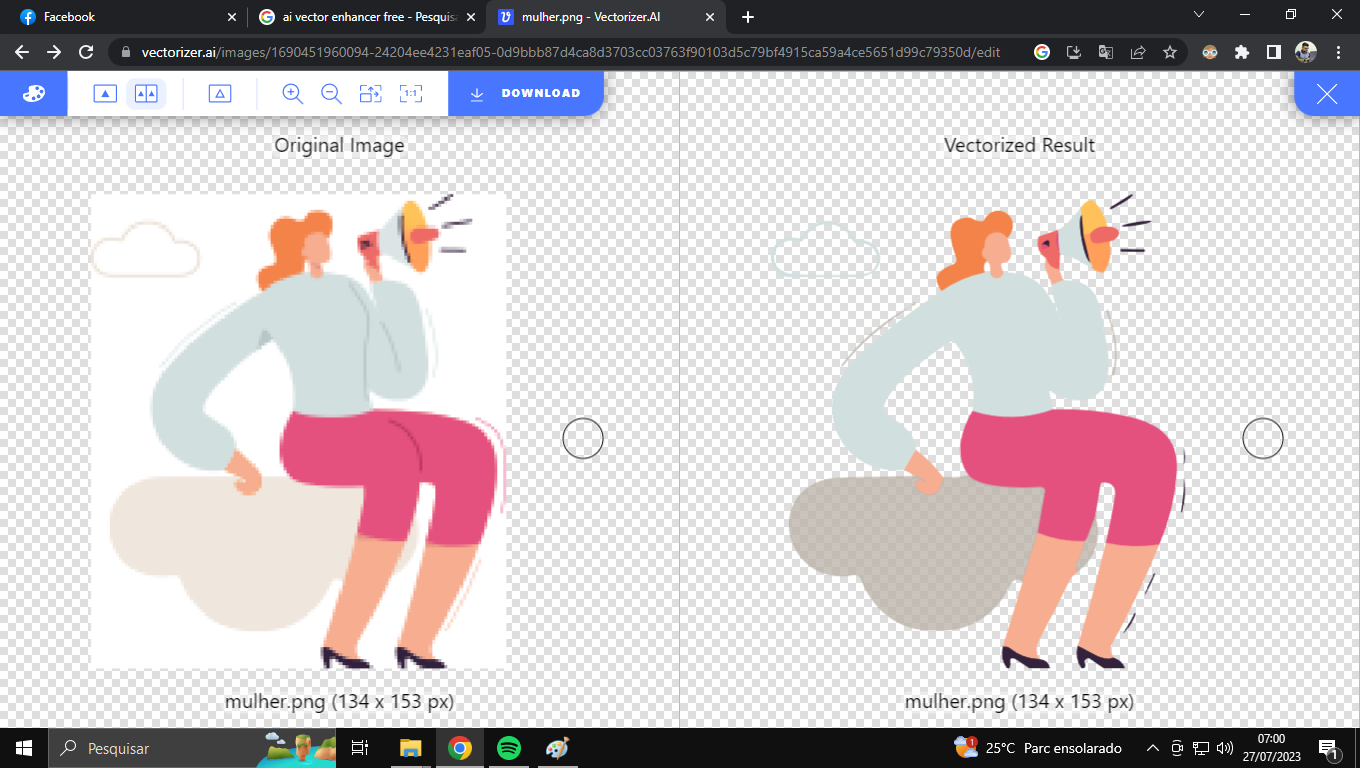 Facebook
ai vector enhancer free - Pesquisa
mulher.png - Vectorizer.AI
vectorizer.ai/images/1690451960094-24204ee4231eaf05-0d9bbb87d4ca8d3703cc03763f90103d5c79bf4915ca59a4ce5651d99c79350d/edit
1:1
DOWNLOAD
Original Image
Vectorized Result
mulher.png (134 x 153 px)
mulher.png (134 x 153 px)
Pesquisar
1
25°C Parc ensolarado
07:00
27/07/2023
1